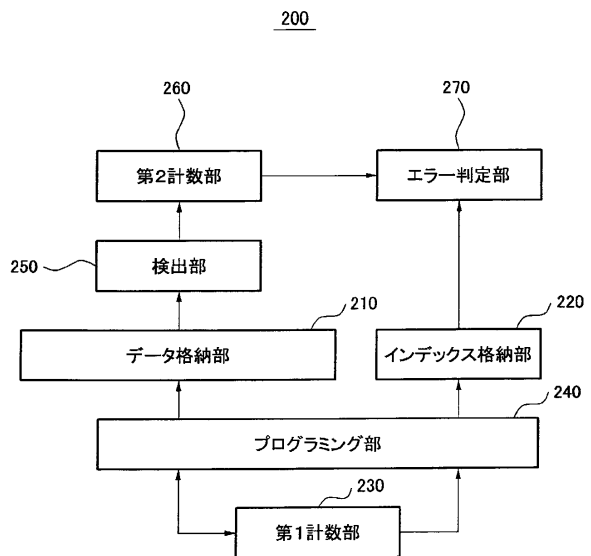 200
260
270
第2計数部
エラー判定部
250
検出部
210
220
データ格納部
インデックス格納部
240
プログラミング部
230
第1計数部